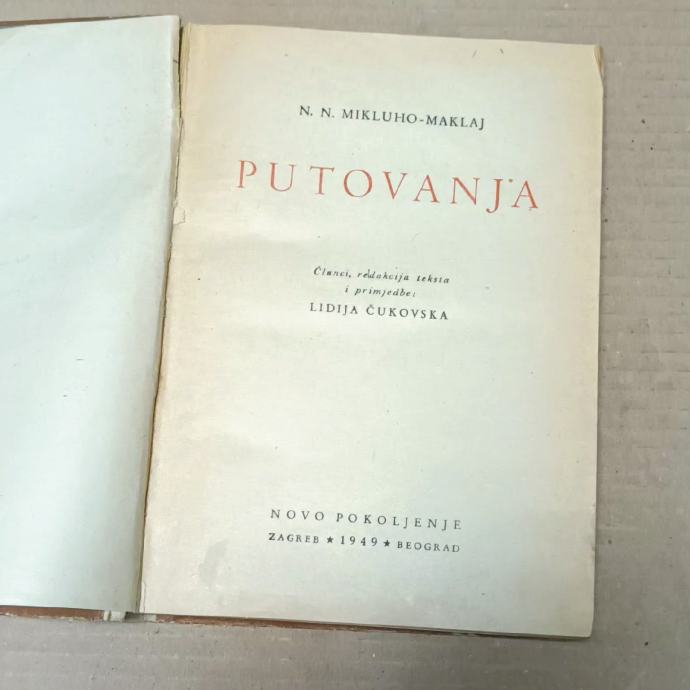 N. N. MIKLUHO-MAKLAJ
PUTOVANJA
Članci, redakcija teksta
i primjedbe:
LIDIJA ČUKOVSKA
NOVO POKOLJENJE
ZAGREB ★ 1949 ★ BEOGRAD